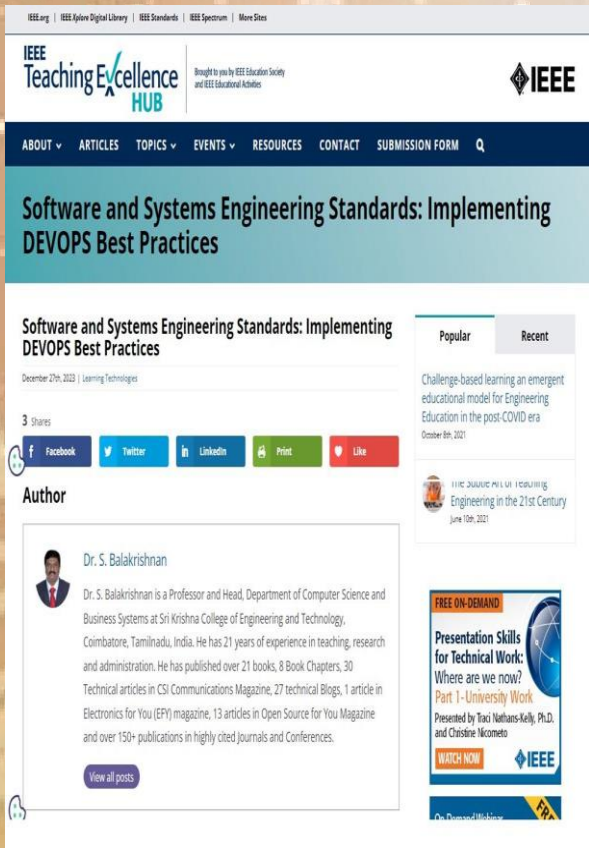 IEEE.org | IEEE Xplore Digital Library | IEEE Standards | IEEE Spectrum | More Sites
IEEE
Teaching Excellence
HUB
Brought to you by IEEE Education Society
and IEEE Educational Activities
IEEE
ABOUT ARTICLES TOPICS EVENTS RESOURCES CONTACT SUBMISSION FORM
Software and Systems Engineering Standards: Implementing
DEVOPS Best Practices
Software and Systems Engineering Standards: Implementing
DEVOPS Best Practices
December 27th, 2023 | Learning Technologies
3 Shares
Facebook
Twitter
LinkedIn
Print
Like
Author
Dr. S. Balakrishnan
Dr. S. Balakrishnan is a Professor and Head, Department of Computer Science and
Business Systems at Sri Krishna College of Engineering and Technology,
Coimbatore, Tamilnadu, India. He has 21 years of experience in teaching, research
and administration. He has published over 21 books, 8 Book Chapters, 30
Technical articles in CSI Communications Magazine, 27 technical Blogs, 1 article in
Electronics for You (EFY) magazine, 13 articles in Open Source for You Magazine
and over 150+ publications in highly cited Journals and Conferences.
View all posts
Popular Recent
Challenge-based learning an emergent
educational model for Engineering
Education in the post-COVID era
October 8th, 2021
The Subtle Art of Teaching
Engineering in the 21st Century
June 10th, 2021
FREE ON-DEMAND
Presentation Skills
for Technical Work:
Where are we now?
Part 1- University Work
Presented by Traci Nathans-Kelly, Ph.D.
and Christine Nicometo
WATCH NOW
IEEE
On-Demand Webinar
FREE